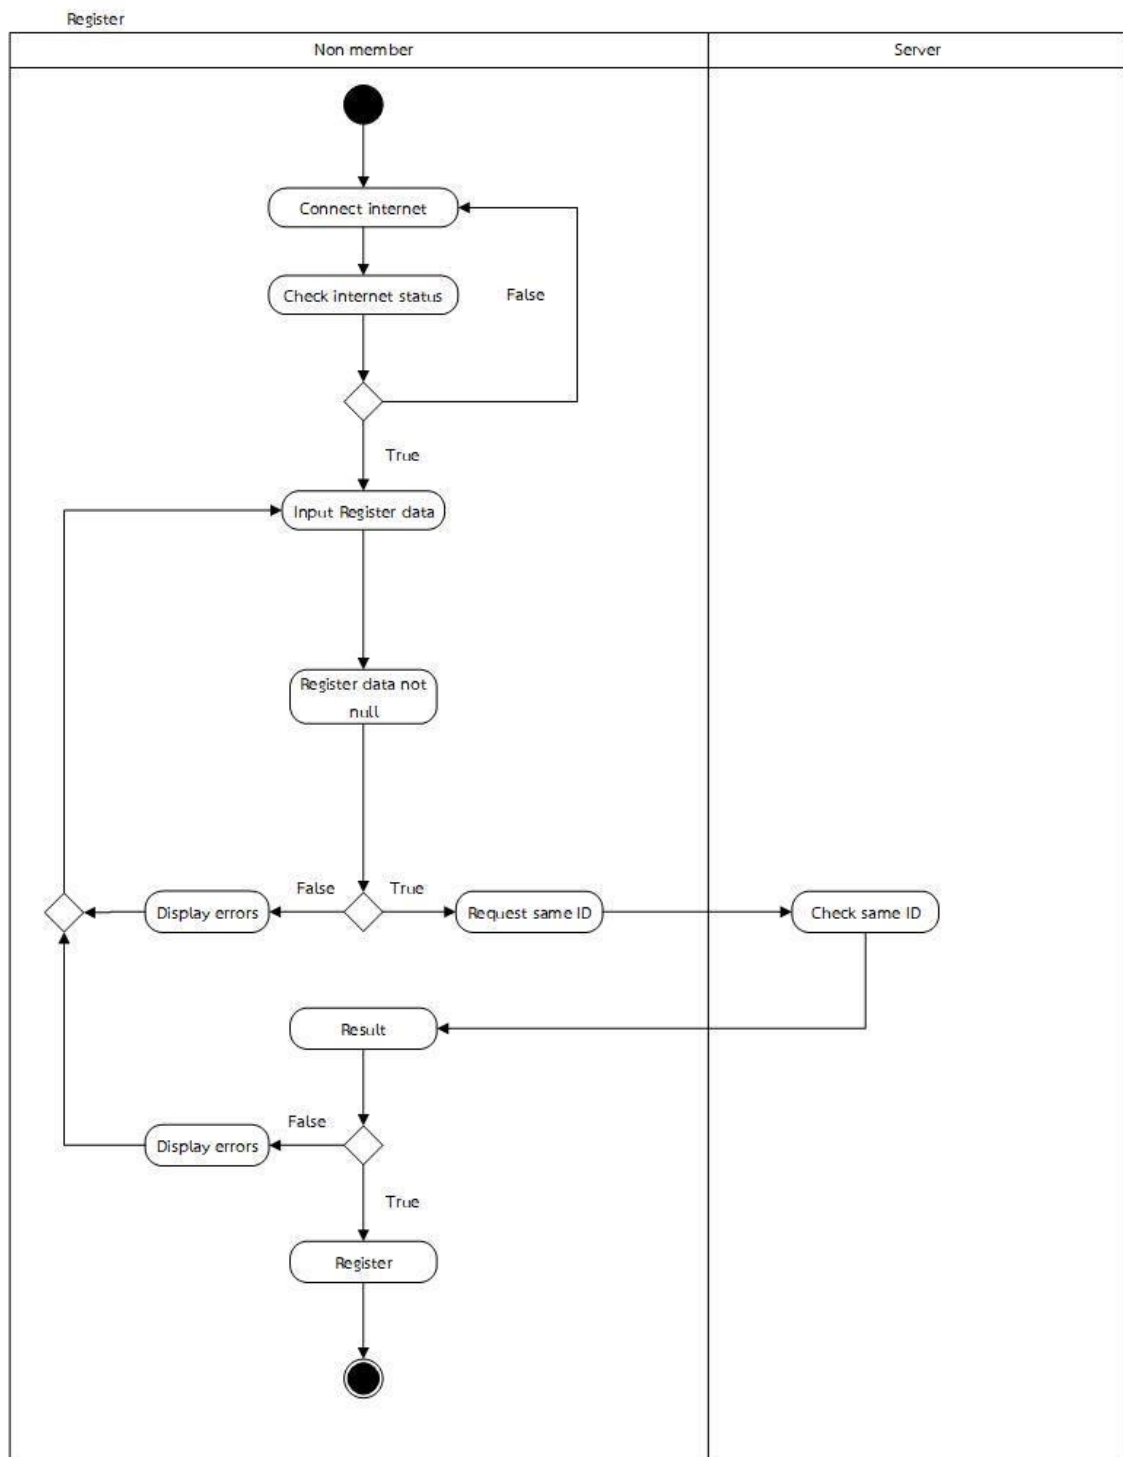 Register
Non member
Server
Connect internet
Check internet status
False
True
Input Register data
Register data not
null
False
True
Display errors
Request same ID
Check same ID
Result
False
Display errors
True
Register